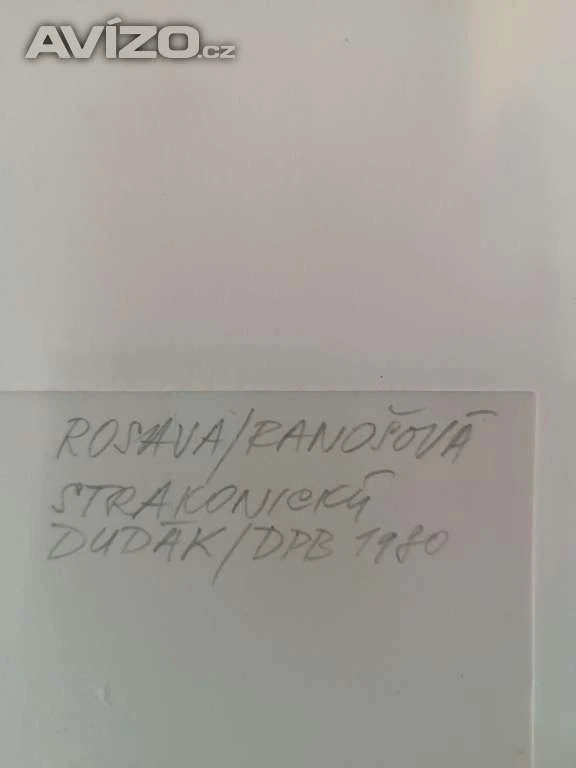 AVÍZO.cz
ROSAVA/RANOŠOVÁ
STRAKONICKÝ
DUDÁK/DPB 1980